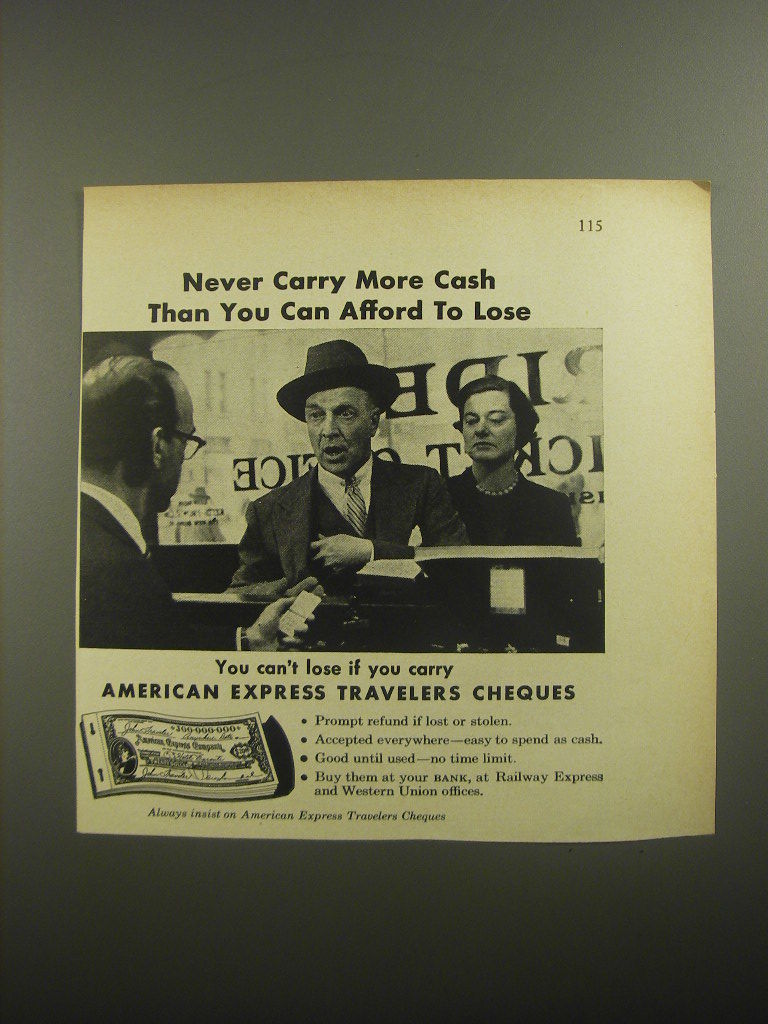 115
Never Carry More Cash
Than You Can Afford To Lose
You can't lose if you carry
AMERICAN EXPRESS TRAVELERS CHEQUES
• Prompt refund if lost or stolen.
• Accepted everywhere—easy to spend as cash.
• Good until used—no time limit.
• Buy them at your BANK, at Railway Express
and Western Union offices.
American Express Company
Always insist on American Express Travelers Cheques